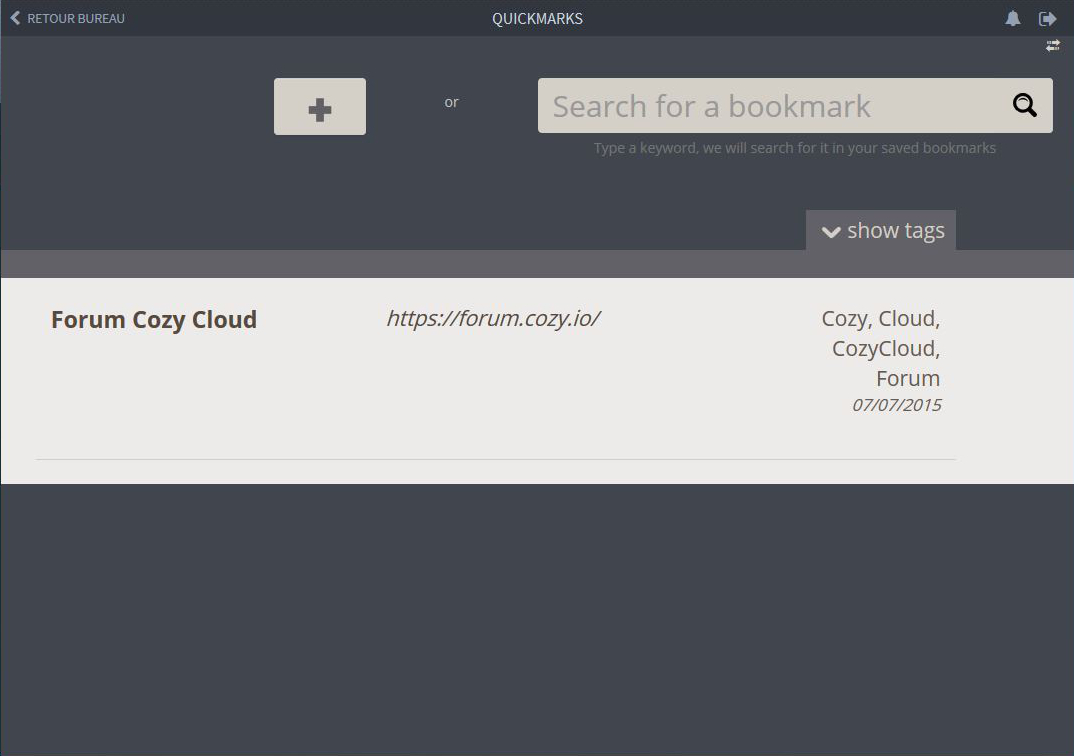 RETOUR BUREAU
QUICKMARKS
or
Search for a bookmark
Type a keyword, we will search for it in your saved bookmarks
show tags
Forum Cozy Cloud
https://forum.cozy.io/
Cozy, Cloud,
CozyCloud,
Forum
07/07/2015